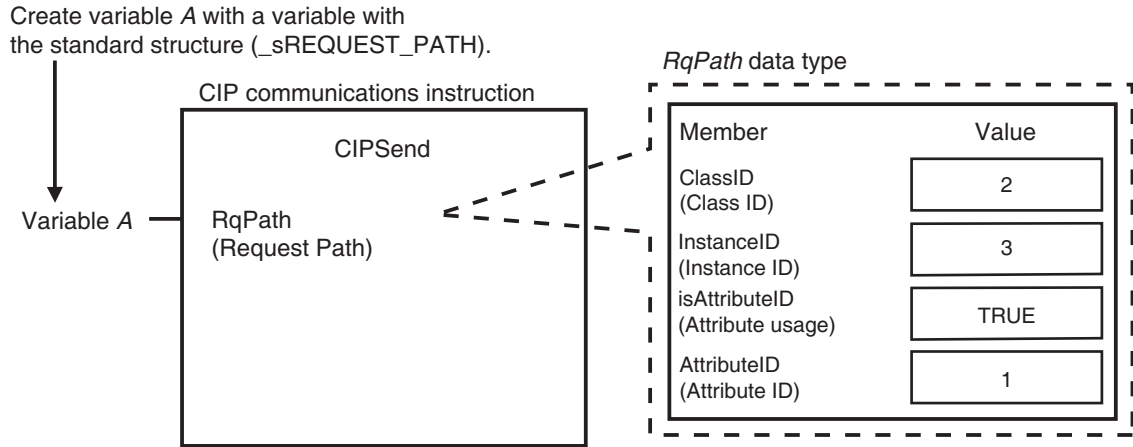 Create variable A with a variable with
the standard structure (_sREQUEST_PATH).
RqPath data type
CIP communications instruction
CIPSend
Variable A
RqPath
(Request Path)
Member Value
ClassID
(Class ID)
2
InstanceID
(Instance ID)
3
isAttributeID
(Attribute usage)
TRUE
AttributeID
(Attribute ID)
1